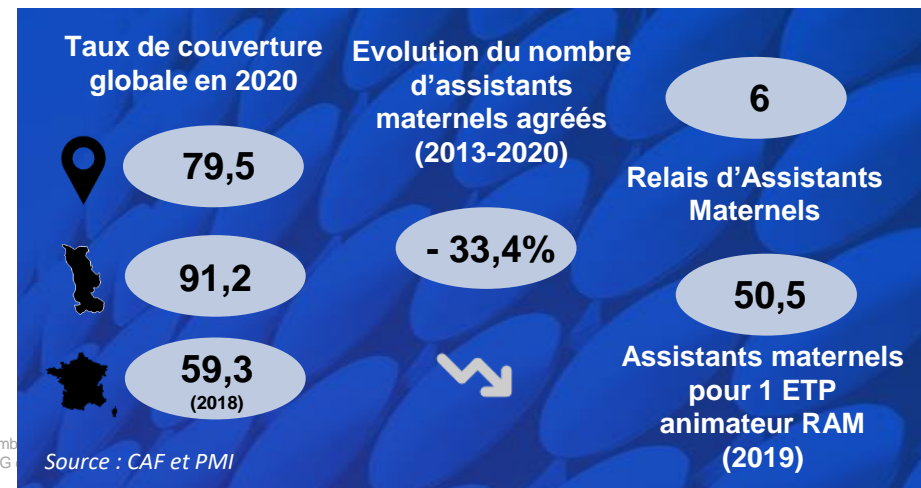 Taux de couverture
globale en 2020
79,5
91,2
59,3
(2018)
Evolution du nombre
d’assistants
maternels agréés
(2013-2020)
- 33,4%
6
Relais d’Assistants
Maternels
50,5
Assistants maternels
pour 1 ETP
animateur RAM
(2019)
Source : CAF et PMI